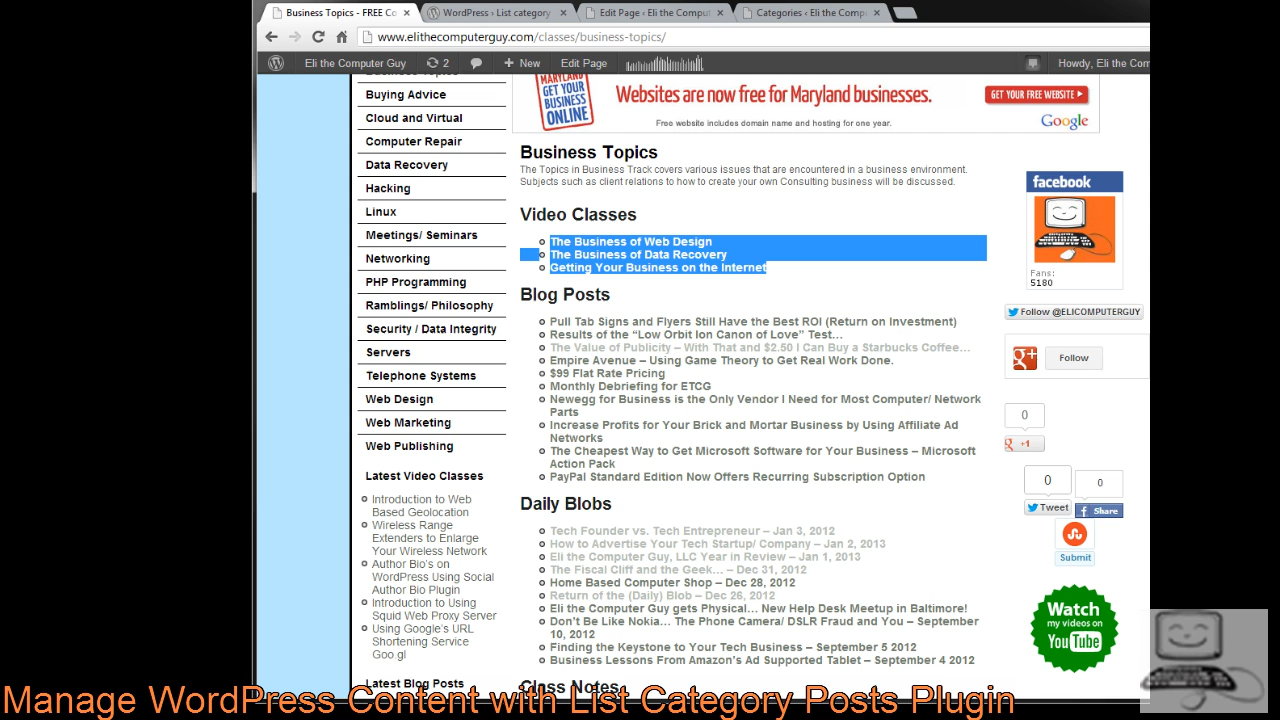 Business Topics - FREE Co
WordPress › List category
Edit Page ‹ Eli the Comput
Categories ‹ Eli the Compu
www.elithecomputerguy.com/classes/business-topics/
Eli the Computer Guy
2
New
Edit Page
Howdy, Eli the Com
Business Topics
Buying Advice
Cloud and Virtual
Computer Repair
Data Recovery
Hacking
Linux
Meetings/ Seminars
Networking
PHP Programming
Ramblings/ Philosophy
Security / Data Integrity
Servers
Telephone Systems
Web Design
Web Marketing
Web Publishing
Latest Video Classes
Introduction to Web
Based Geolocation
Wireless Range
Extenders to Enlarge
Your Wireless Network
Author Bio's on
WordPress Using Social
Author Bio Plugin
Introduction to Using
Squid Web Proxy Server
Using Google's URL
Shortening Service
Goo.gl
Latest Blog Posts
MARYLAND
GET YOUR
BUSINESS
ONLINE
Websites are now free for Maryland businesses.
Free website includes domain name and hosting for one year.
GET YOUR FREE WEBSITE
Google
Business Topics
The Topics in Business Track covers various issues that are encountered in a business environment.
Subjects such as client relations to how to create your own Consulting business will be discussed.
Video Classes
The Business of Web Design
The Business of Data Recovery
Getting Your Business on the Internet
Blog Posts
Pull Tab Signs and Flyers Still Have the Best ROI (Return on Investment)
Results of the “Low Orbit Ion Canon of Love” Test…
The Value of Publicity – With That and $2.50 I Can Buy a Starbucks Coffee…
Empire Avenue – Using Game Theory to Get Real Work Done.
$99 Flat Rate Pricing
Monthly Debriefing for ETCG
Newegg for Business is the Only Vendor I Need for Most Computer/ Network
Parts
Increase Profits for Your Brick and Mortar Business by Using Affiliate Ad
Networks
The Cheapest Way to Get Microsoft Software for Your Business – Microsoft
Action Pack
PayPal Standard Edition Now Offers Recurring Subscription Option
Daily Blobs
Tech Founder vs. Tech Entrepreneur – Jan 3, 2012
How to Advertise Your Tech Startup/ Company – Jan 2, 2013
Eli the Computer Guy, LLC Year in Review – Jan 1, 2013
The Fiscal Cliff and the Geek… – Dec 31, 2012
Home Based Computer Shop – Dec 28, 2012
Return of the (Daily) Blob – Dec 26, 2012
Eli the Computer Guy gets Physical… New Help Desk Meetup in Baltimore!
Don't Be Like Nokia… The Phone Camera/ DSLR Fraud and You – September
10, 2012
Finding the Keystone to Your Tech Business – September 5 2012
Business Lessons From Amazon's Ad Supported Tablet – September 4 2012
Class Notes
facebook
Fans:
5180
Follow @ELICOMPUTERGUY
Follow
0
+1
0
Tweet
0
Share
Submit
Watch
my videos on
YouTube
Manage WordPress Content with List Category Posts Plugin